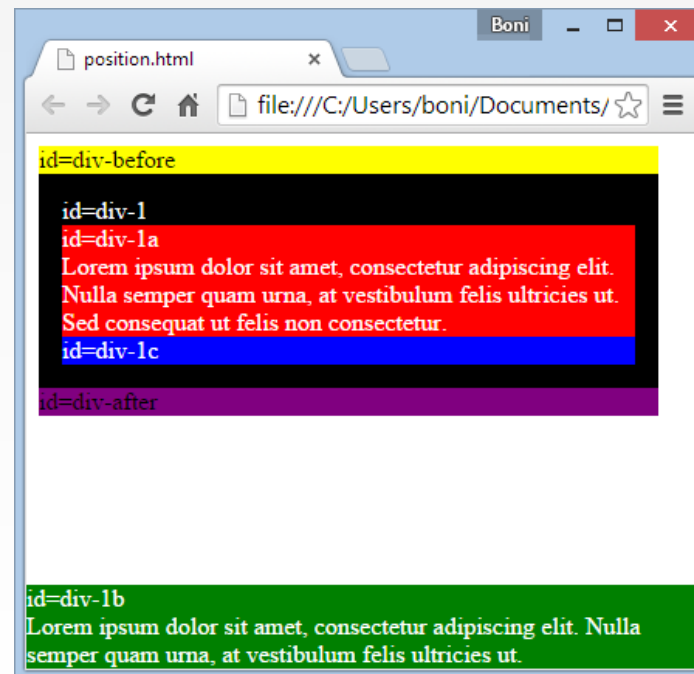 Boni
position.html
file:///C:/Users/boni/Documents/
id=div-before
id=div-1
id=div-1a
Lorem ipsum dolor sit amet, consectetur adipiscing elit.
Nulla semper quam urna, at vestibulum felis ultricies ut.
Sed consequat ut felis non consectetur.
id=div-1c
id=div-after
id=div-1b
Lorem ipsum dolor sit amet, consectetur adipiscing elit. Nulla
semper quam urna, at vestibulum felis ultricies ut.